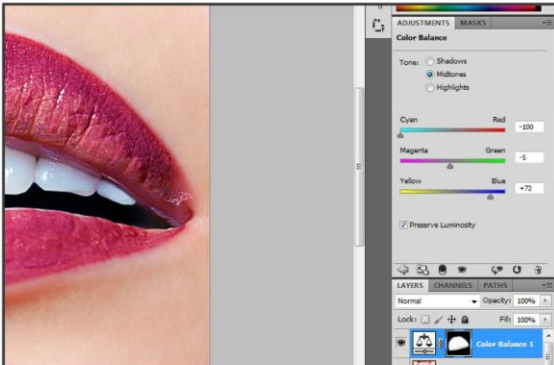 ADJUSTMENTS MASKS
Color Balance
Tone: Shadows
Midtones
Highlights
Cyan Red -100
Magenta Green -5
Yellow Blue +72
Preserve Luminosity
LAYERS CHANNELS PATHS
Normal Opacity: 100%
Lock: Fill: 100%
Color Balance 1